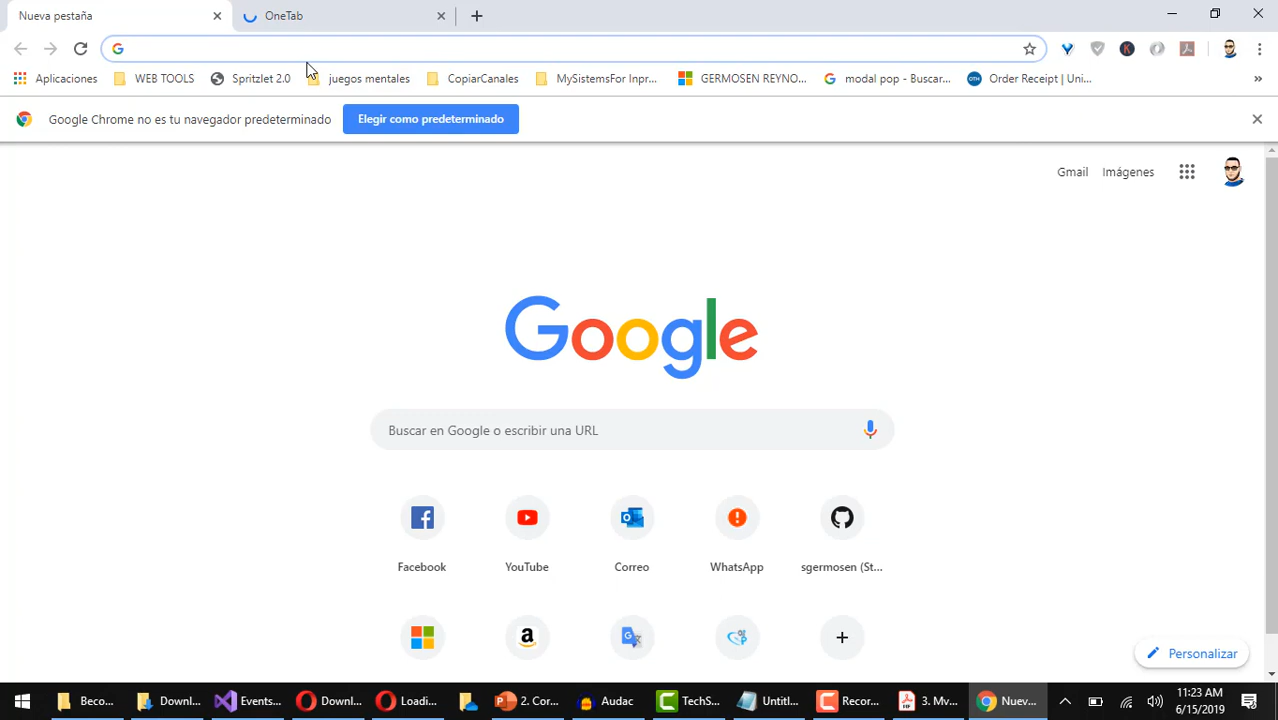 Nueva pestaña
OneTab
Aplicaciones
WEB TOOLS
Spritzlet 2.0
juegos mentales
CopiarCanales
MySistemsFor Inpr...
GERMOSEN REYNO...
modal pop - Buscar...
OTH
Order Receipt | Uni...
»
Google Chrome no es tu navegador predeterminado
Elegir como predeterminado
Gmail
Imágenes
Google
Buscar en Google o escribir una URL
Facebook
YouTube
Correo
WhatsApp
sgermosen (St...
Personalizar
Beco...
Downl...
Events...
Downl...
Loadi...
2. Cor...
Audac
TechS...
Untitl...
Recor...
3. Mv...
Nuev...
11:23 AM
6/15/2019